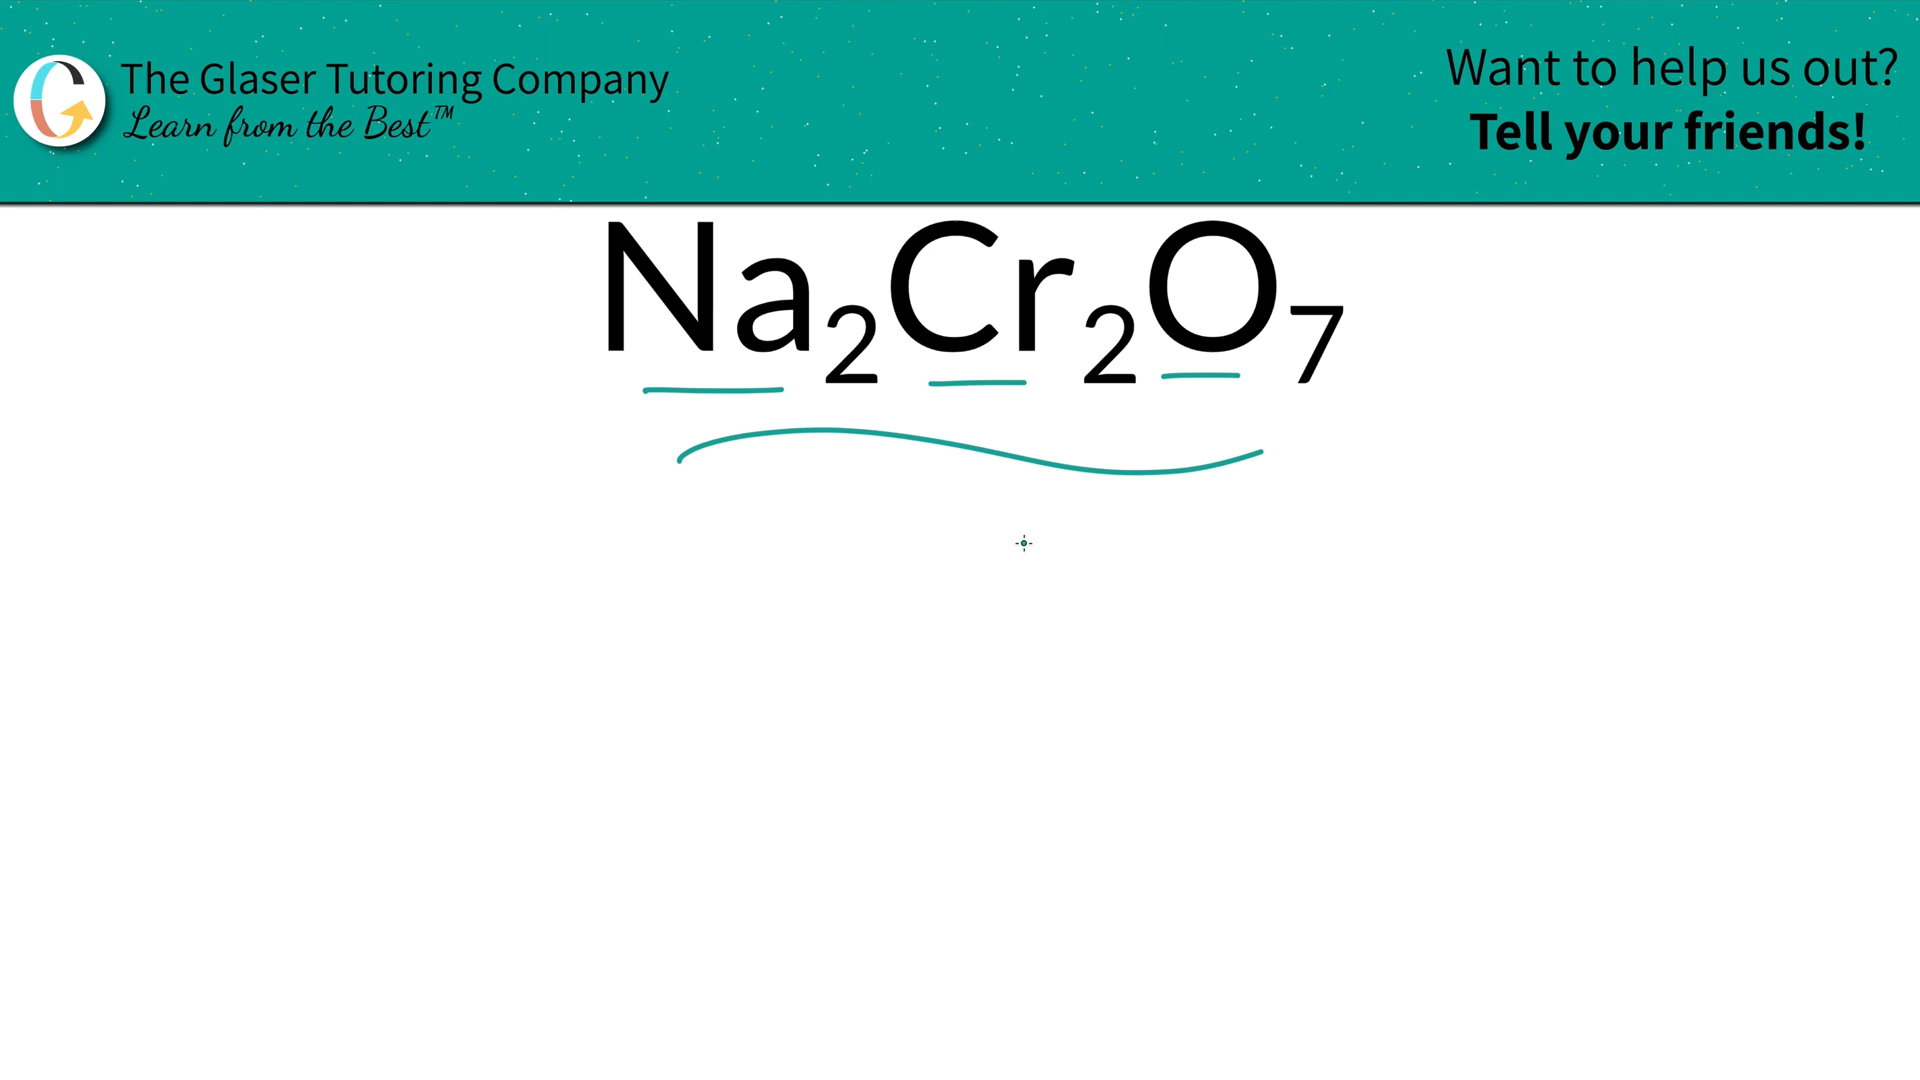 The Glaser Tutoring Company
Learn from the Best™
Want to help us out?
Tell your friends!
Na₂Cr₂O₇